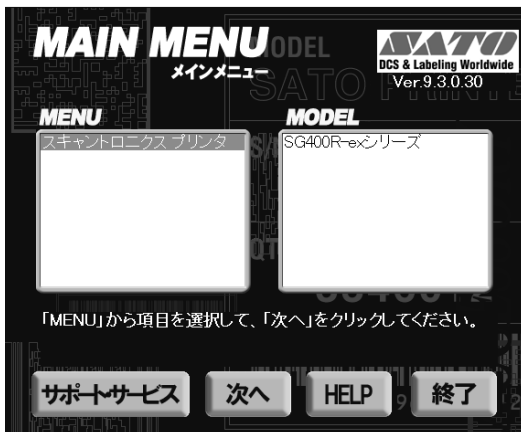 MAIN MENU
メインメニュー
SATO
DCS & Labeling Worldwide
Ver.9.3.0.30
MENU
MODEL
スキャントロニクス プリンタ
SG400R-exシリーズ
「MENU」から項目を選択して、「次へ」をクリックしてください。
サポート・サービス
次へ
HELP
終了